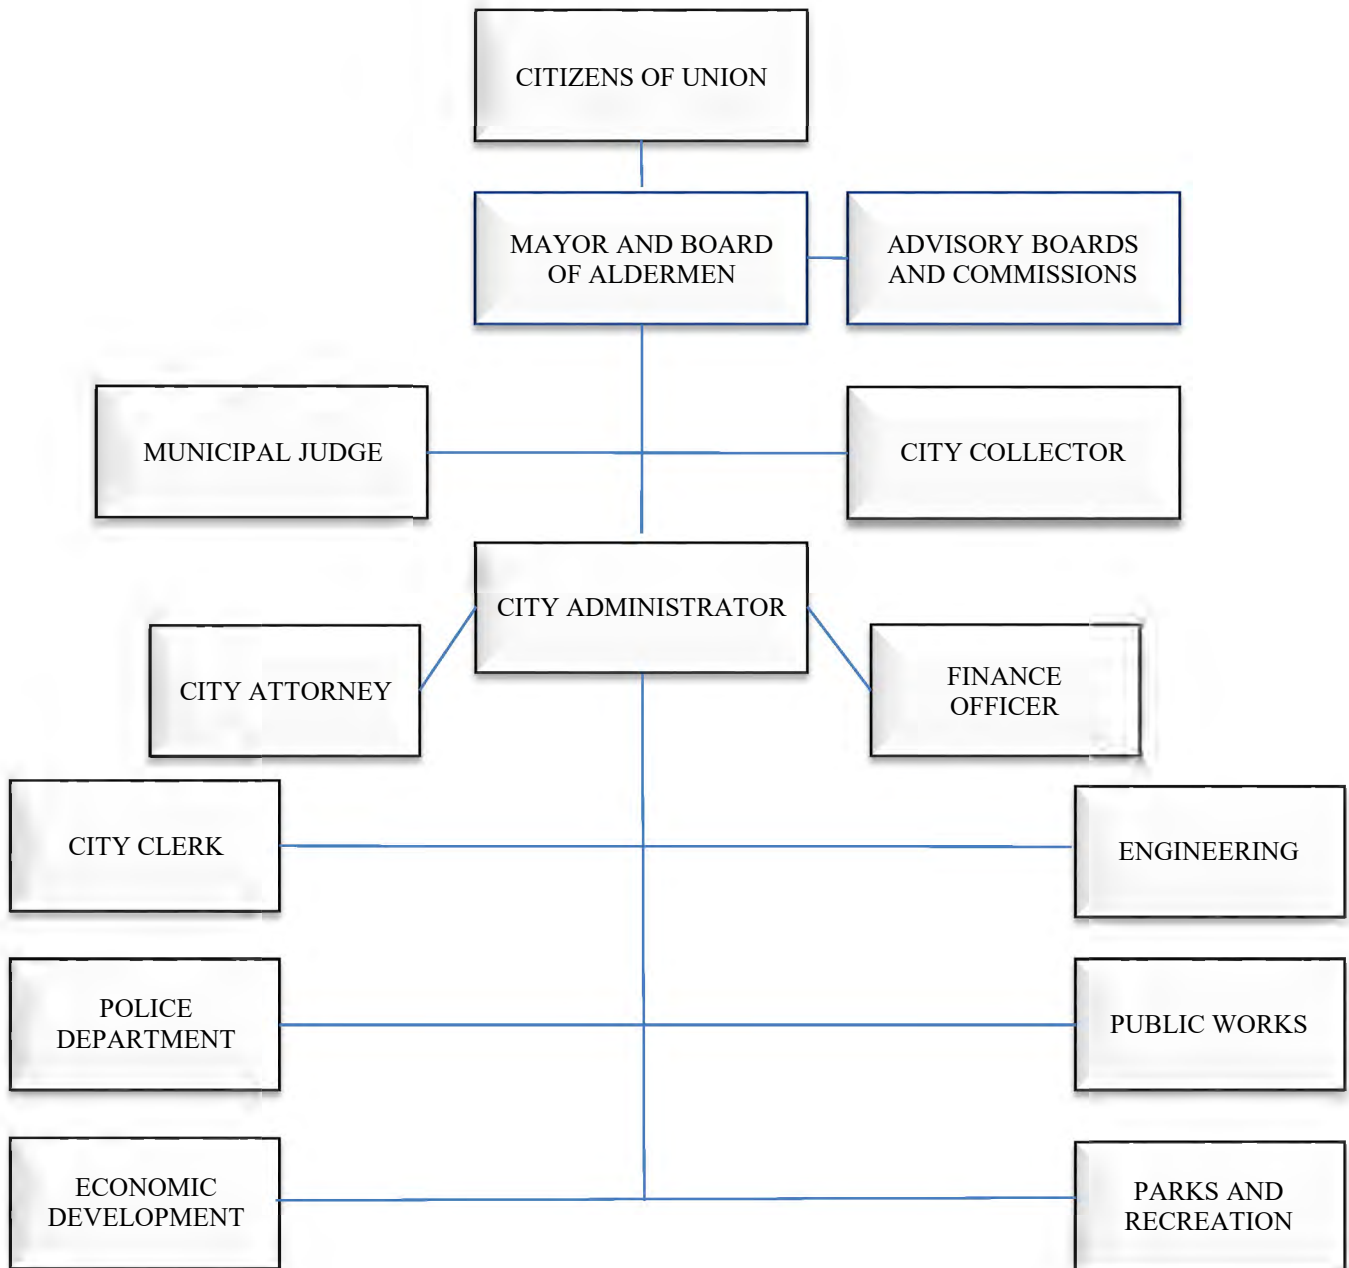 CITIZENS OF UNION
MAYOR AND BOARD
OF ALDERMEN
ADVISORY BOARDS
AND COMMISSIONS
MUNICIPAL JUDGE
CITY COLLECTOR
CITY ADMINISTRATOR
CITY ATTORNEY
FINANCE
OFFICER
CITY CLERK
ENGINEERING
POLICE
DEPARTMENT
PUBLIC WORKS
ECONOMIC
DEVELOPMENT
PARKS AND
RECREATION